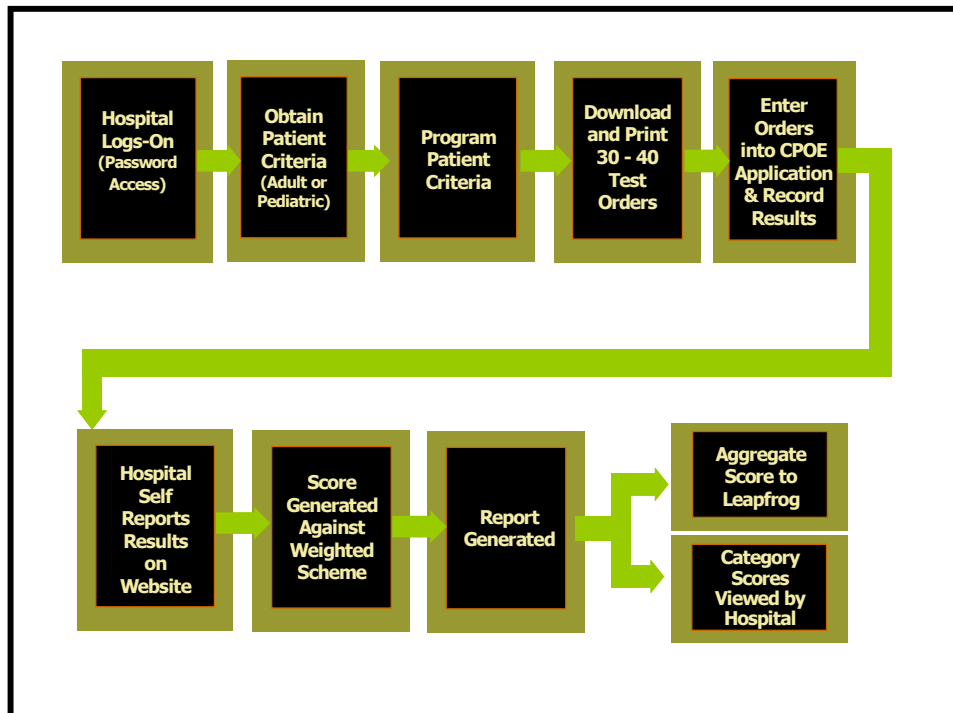 Hospital
Logs-On
(Password
Access)
Obtain
Patient
Criteria
(Adult or
Pediatric)
Program
Patient
Criteria
Download
and Print
30 - 40
Test
Orders
Enter
Orders
into CPOE
Application
& Record
Results
Hospital
Self
Reports
Results
on
Website
Score
Generated
Against
Weighted
Scheme
Report
Generated
Aggregate
Score to
Leapfrog
Category
Scores
Viewed by
Hospital